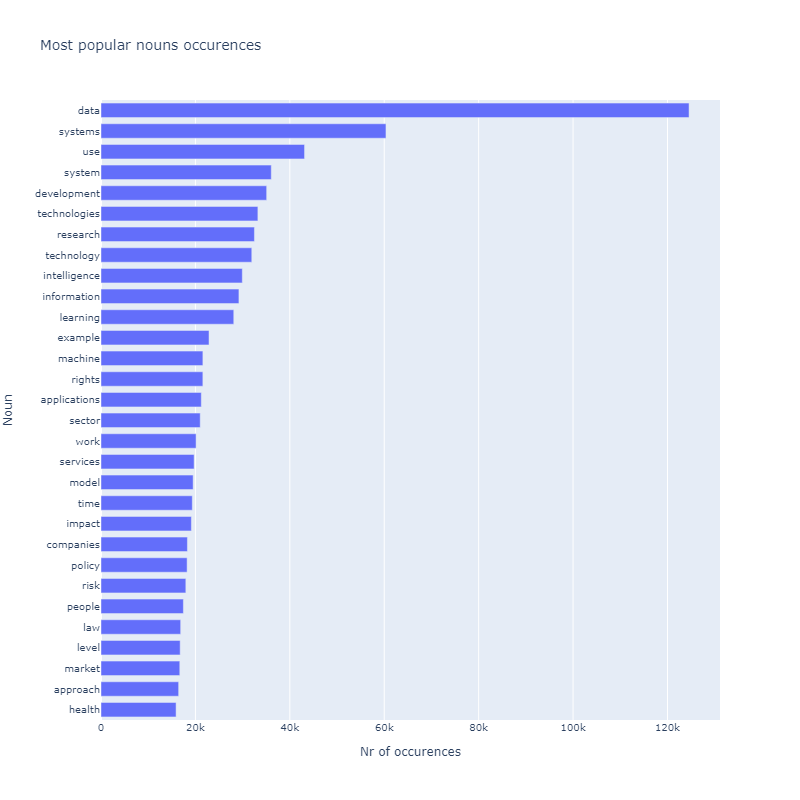 Most popular nouns occurences
Noun
data
systems
use
system
development
technologies
research
technology
intelligence
information
learning
example
machine
rights
applications
sector
work
services
model
time
impact
companies
policy
risk
people
law
level
market
approach
health
0 20k 40k 60k 80k 100k 120k
Nr of occurences